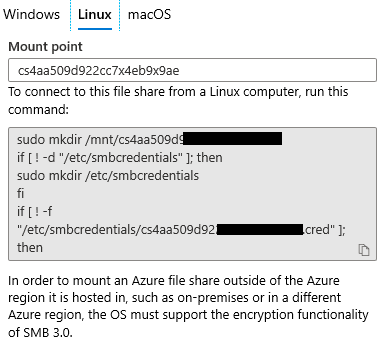 Windows Linux macOS
Mount point
cs4aa509d922cc7x4eb9x9ae
To connect to this file share from a Linux computer, run this
command:
sudo mkdir /mnt/cs4aa509d9
if [ ! -d "/etc/smbcredentials" ]; then
sudo mkdir /etc/smbcredentials
fi
if [ ! -f
"/etc/smbcredentials/cs4aa509d92 .cred" ];
then
In order to mount an Azure file share outside of the Azure
region it is hosted in, such as on-premises or in a different
Azure region, the OS must support the encryption functionality
of SMB 3.0.